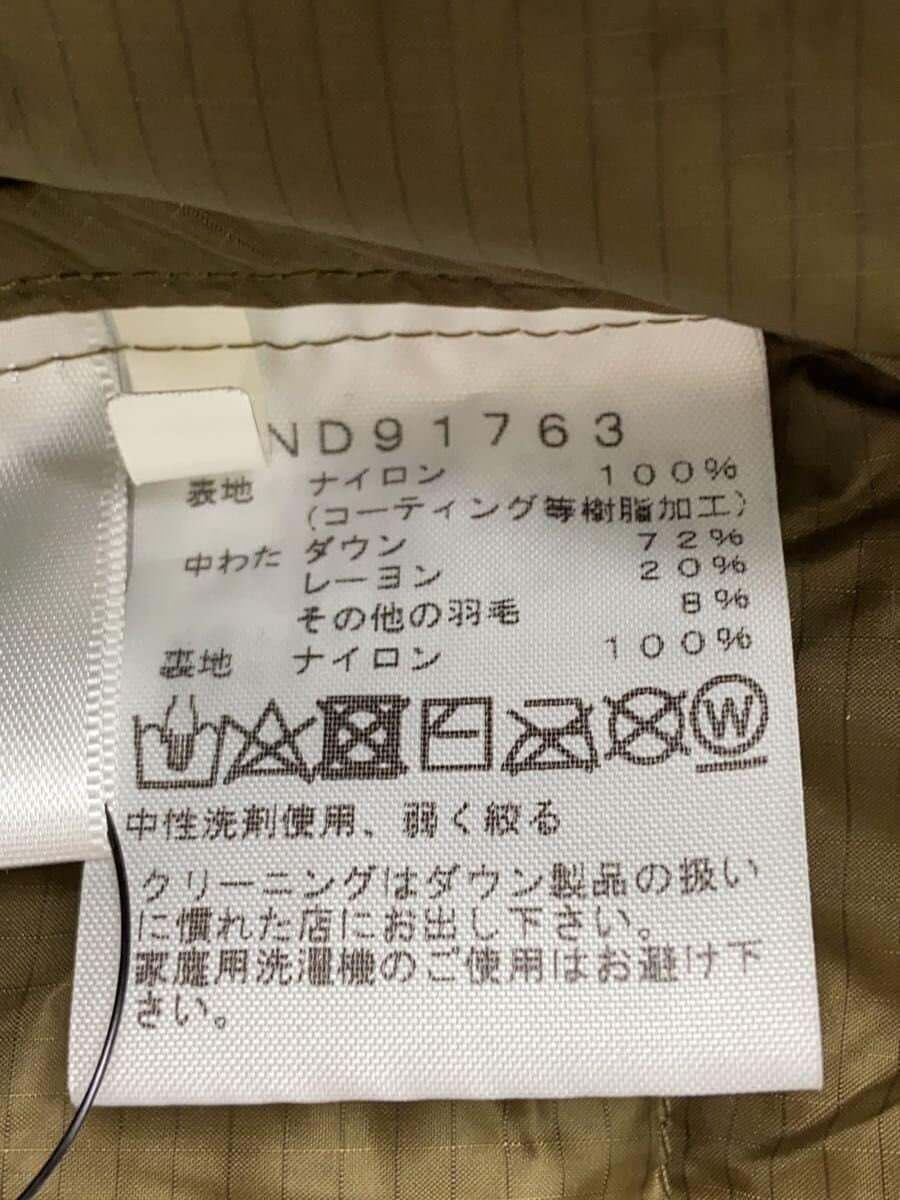 ND91763
表地 ナイロン 100%
(コーティング等樹脂加工)
中わた ダウン 72%
レーヨン 20%
その他の羽毛 8%
裏地 ナイロン 100%
W
中性洗剤使用、弱く絞る
クリーニングはダウン製品の扱い
に慣れた店にお出し下さい。
家庭用洗濯機のご使用はお避け下
さい。